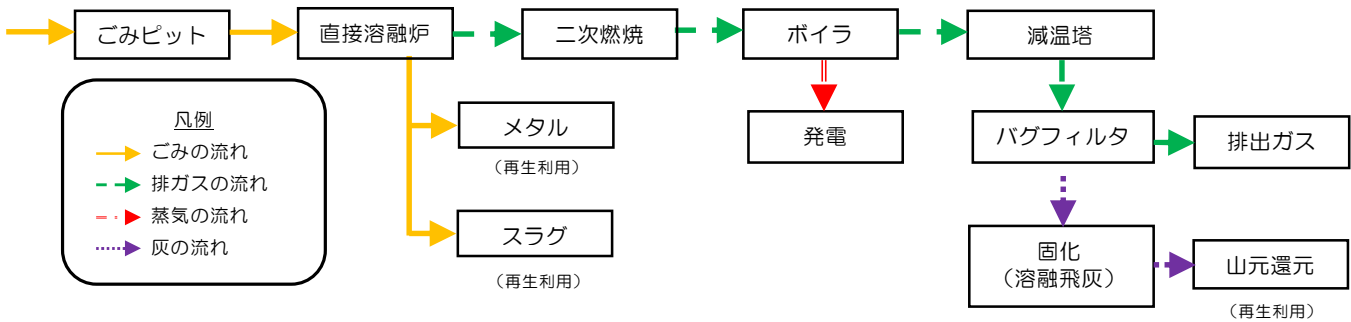 ごみピット
直接溶融炉
二次燃焼
ボイラ
減温塔
凡例
ごみの流れ
排ガスの流れ
蒸気の流れ
灰の流れ
メタル
（再生利用）
スラグ
（再生利用）
発電
バグフィルタ
排出ガス
固化
（溶融飛灰）
山元還元
（再生利用）